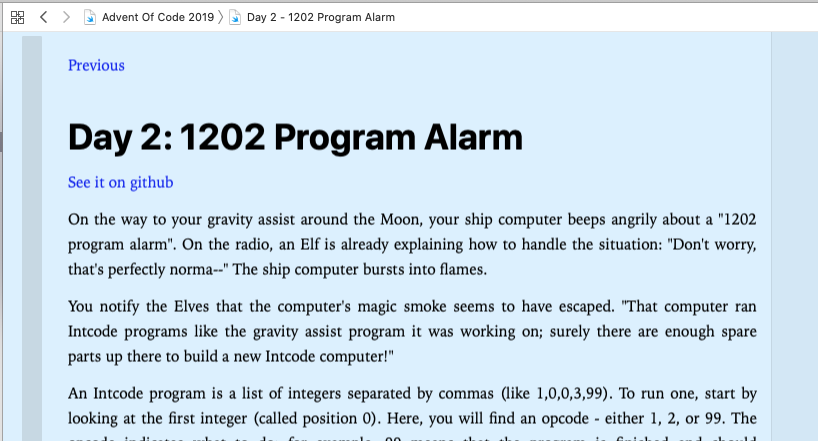 Advent Of Code 2019 〉 Day 2 - 1202 Program Alarm
Previous
Day 2: 1202 Program Alarm
See it on github
On the way to your gravity assist around the Moon, your ship computer beeps angrily about a "1202
program alarm". On the radio, an Elf is already explaining how to handle the situation: "Don't worry,
that's perfectly norma--" The ship computer bursts into flames.
You notify the Elves that the computer's magic smoke seems to have escaped. "That computer ran
Intcode programs like the gravity assist program it was working on; surely there are enough spare
parts up there to build a new Intcode computer!"
An Intcode program is a list of integers separated by commas (like 1,0,0,3,99). To run one, start by
looking at the first integer (called position 0). Here, you will find an opcode - either 1, 2, or 99. The